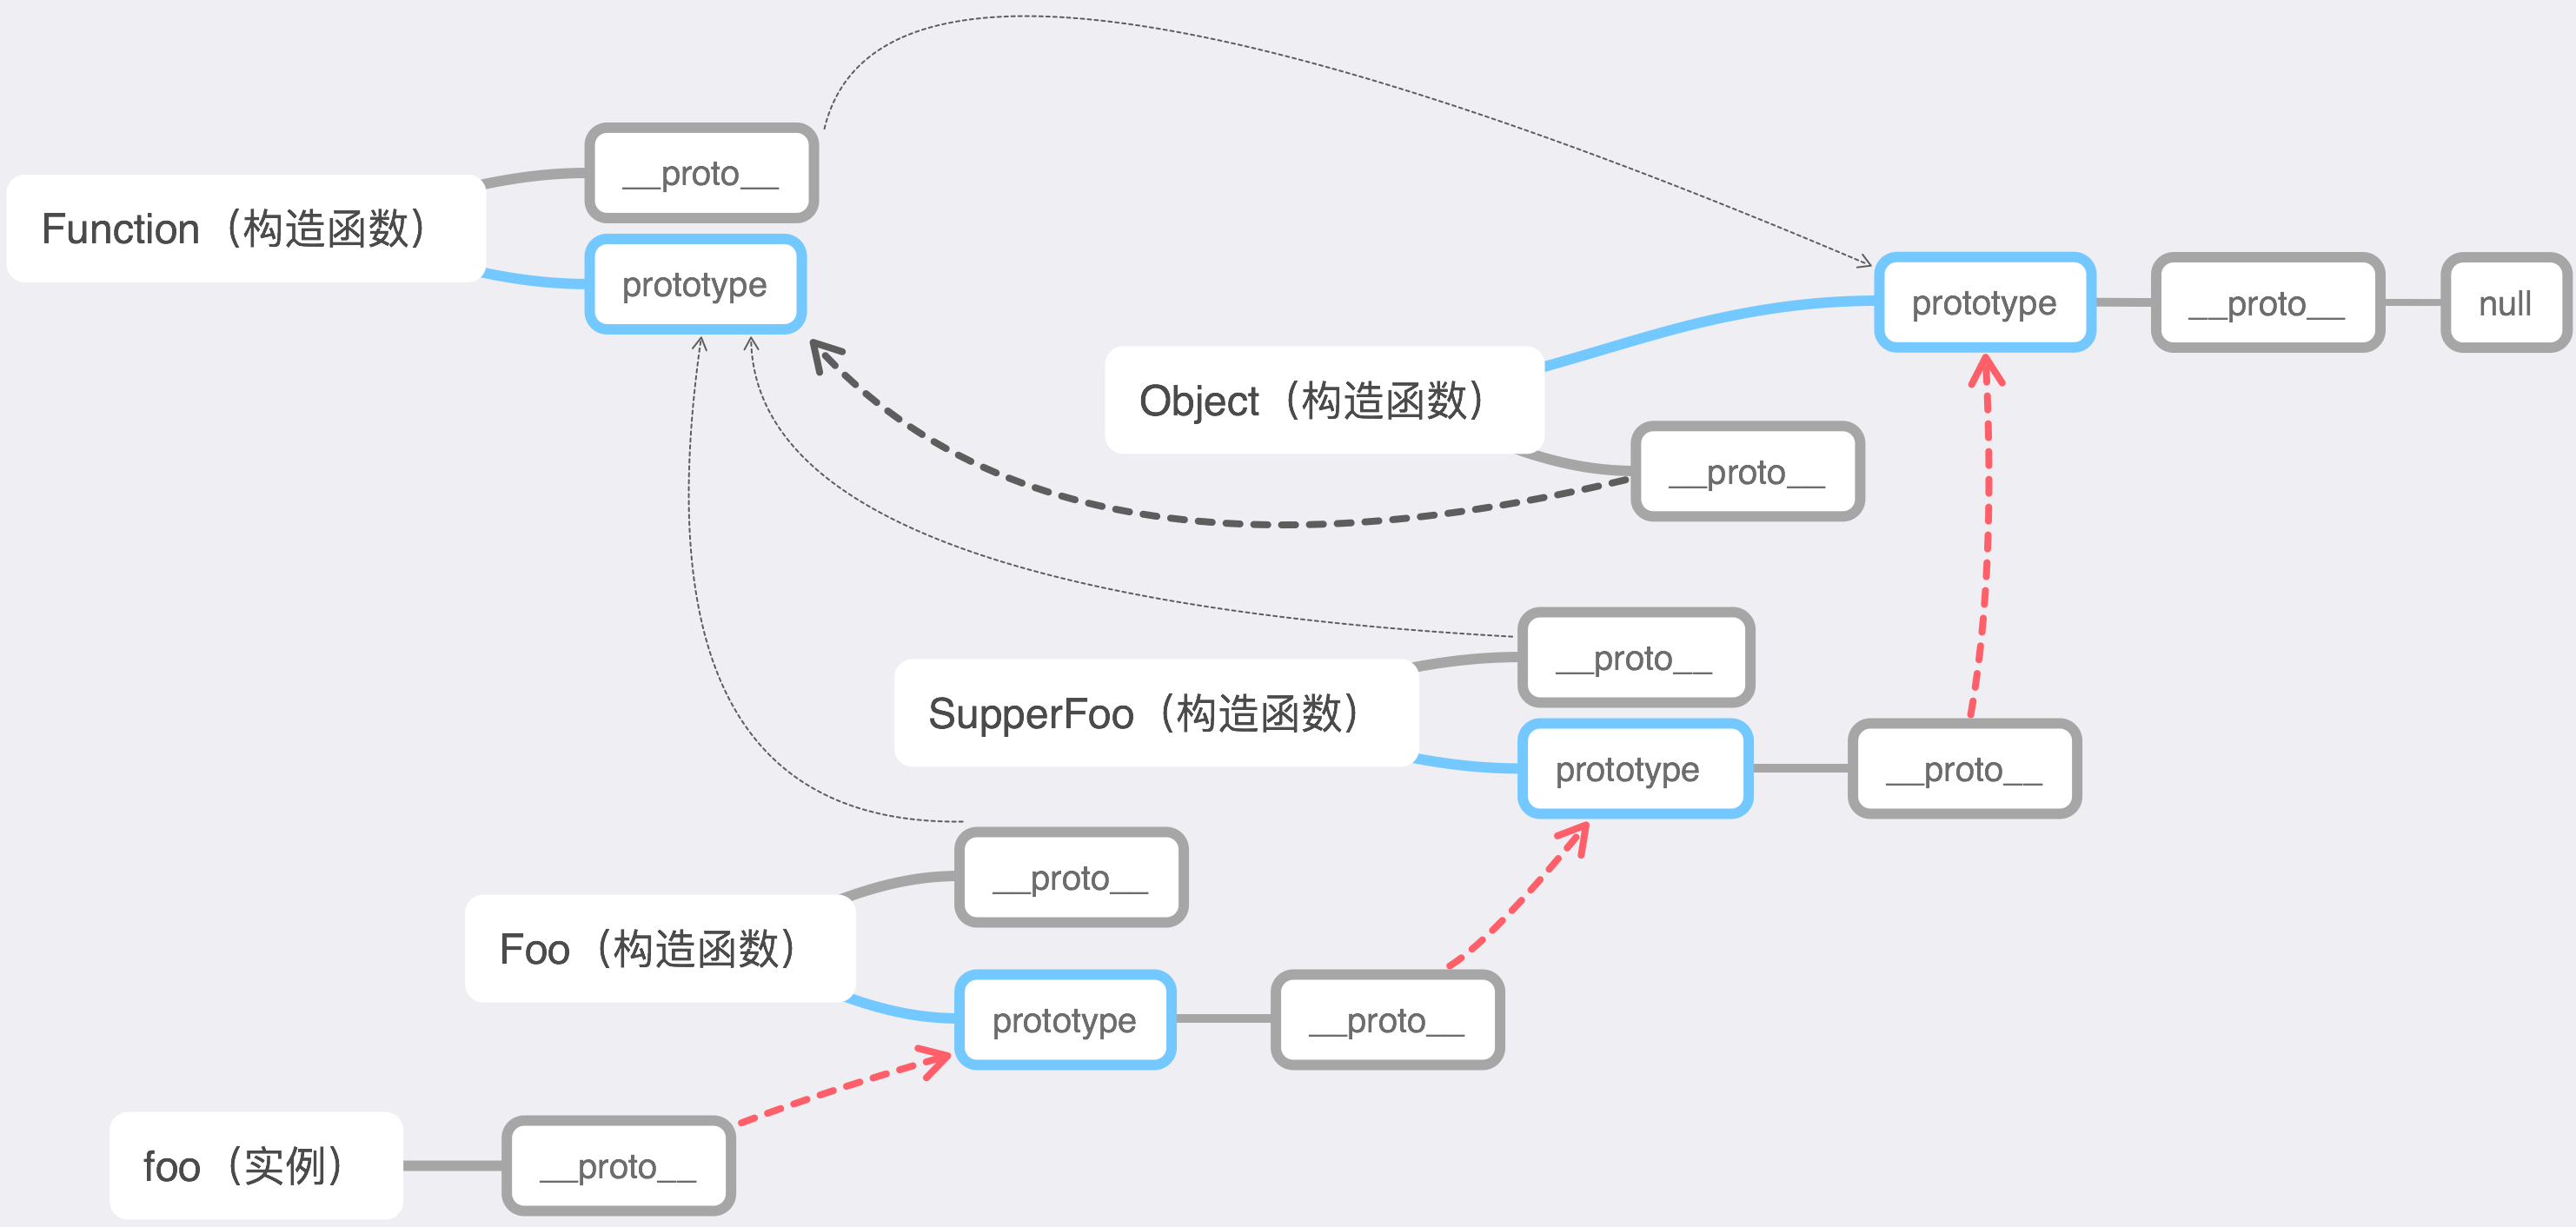 __proto__
Function（构造函数）
prototype
prototype
__proto__
null
Object（构造函数）
__proto__
__proto__
SupperFoo（构造函数）
prototype
__proto__
__proto__
Foo（构造函数）
prototype
__proto__
foo（实例）
__proto__